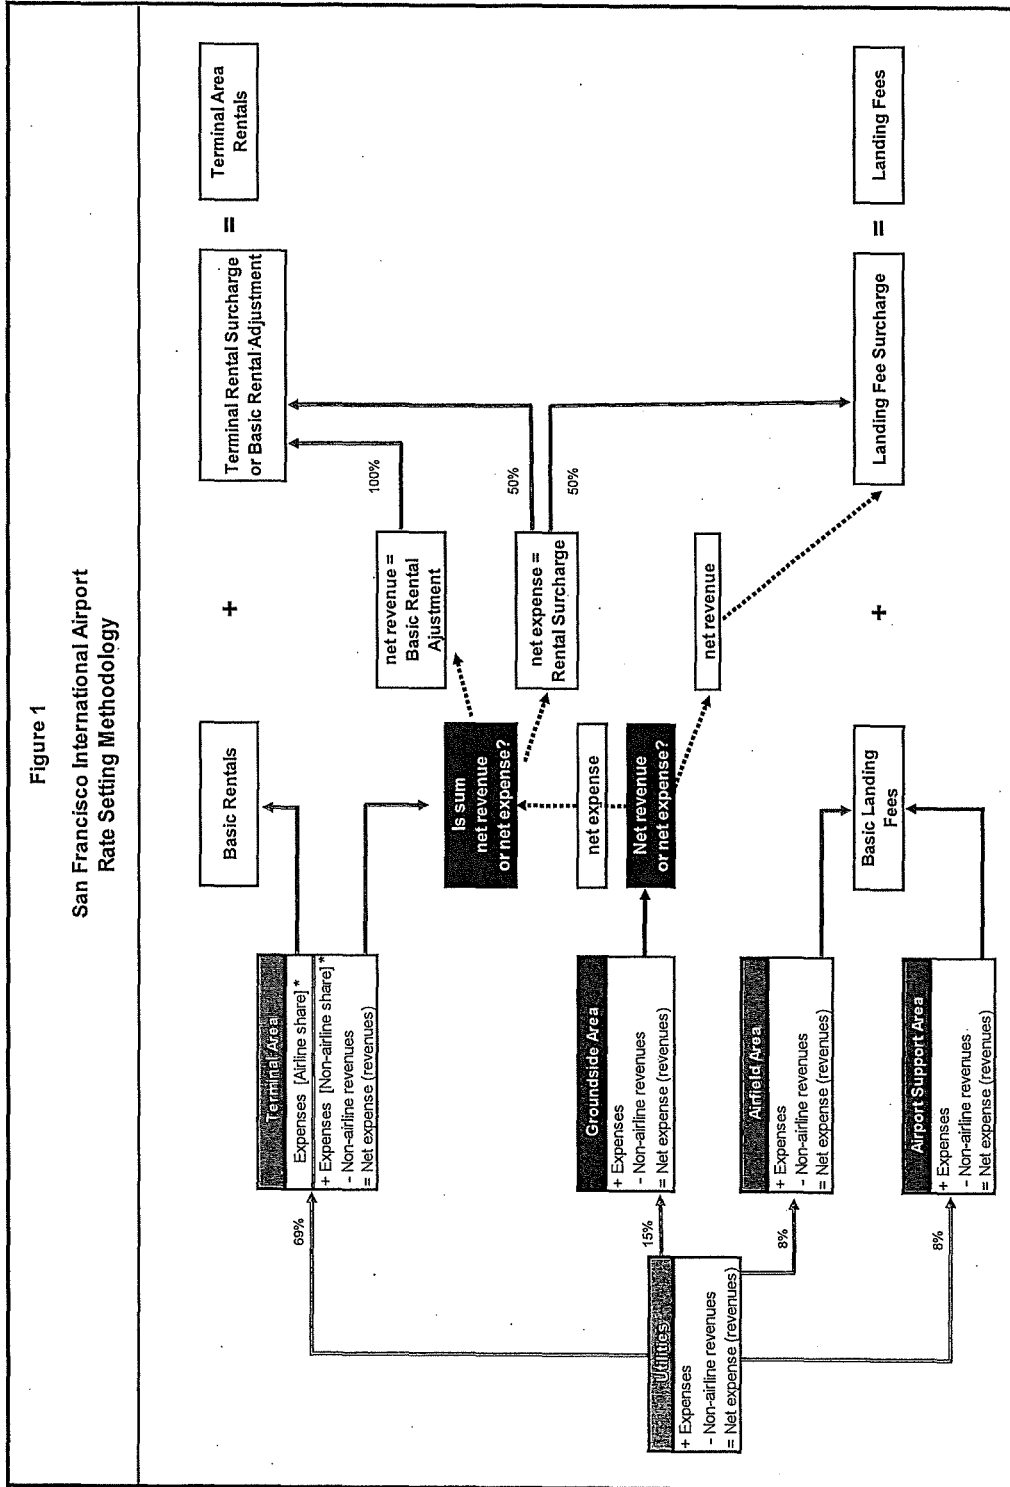 Figure 1
San Francisco International Airport
Rate Setting Methodology
Utilities
+ Expenses
- Non-airline revenues
= Net expense (revenues)
69%
15%
8%
8%
Terminal Area
Expenses [Airline share] *
+ Expenses [Non-airline share] *
- Non-airline revenues
= Net expense (revenues)
Groundside Area
+ Expenses
- Non-airline revenues
= Net expense (revenues)
Airfield Area
+ Expenses
- Non-airline revenues
= Net expense (revenues)
Airport Support Area
+ Expenses
- Non-airline revenues
= Net expense (revenues)
Basic Rentals
Is sum
net revenue
or net expense?
net expense
Net revenue
or net expense?
Basic Landing
Fees
+
net revenue =
Basic Rental
Ajustment
net expense =
Rental Surcharge
net revenue
+
100%
50%
50%
Terminal Rental Surcharge
or Basic Rental Adjustment
Landing Fee Surcharge
=
=
Terminal Area
Rentals
Landing Fees